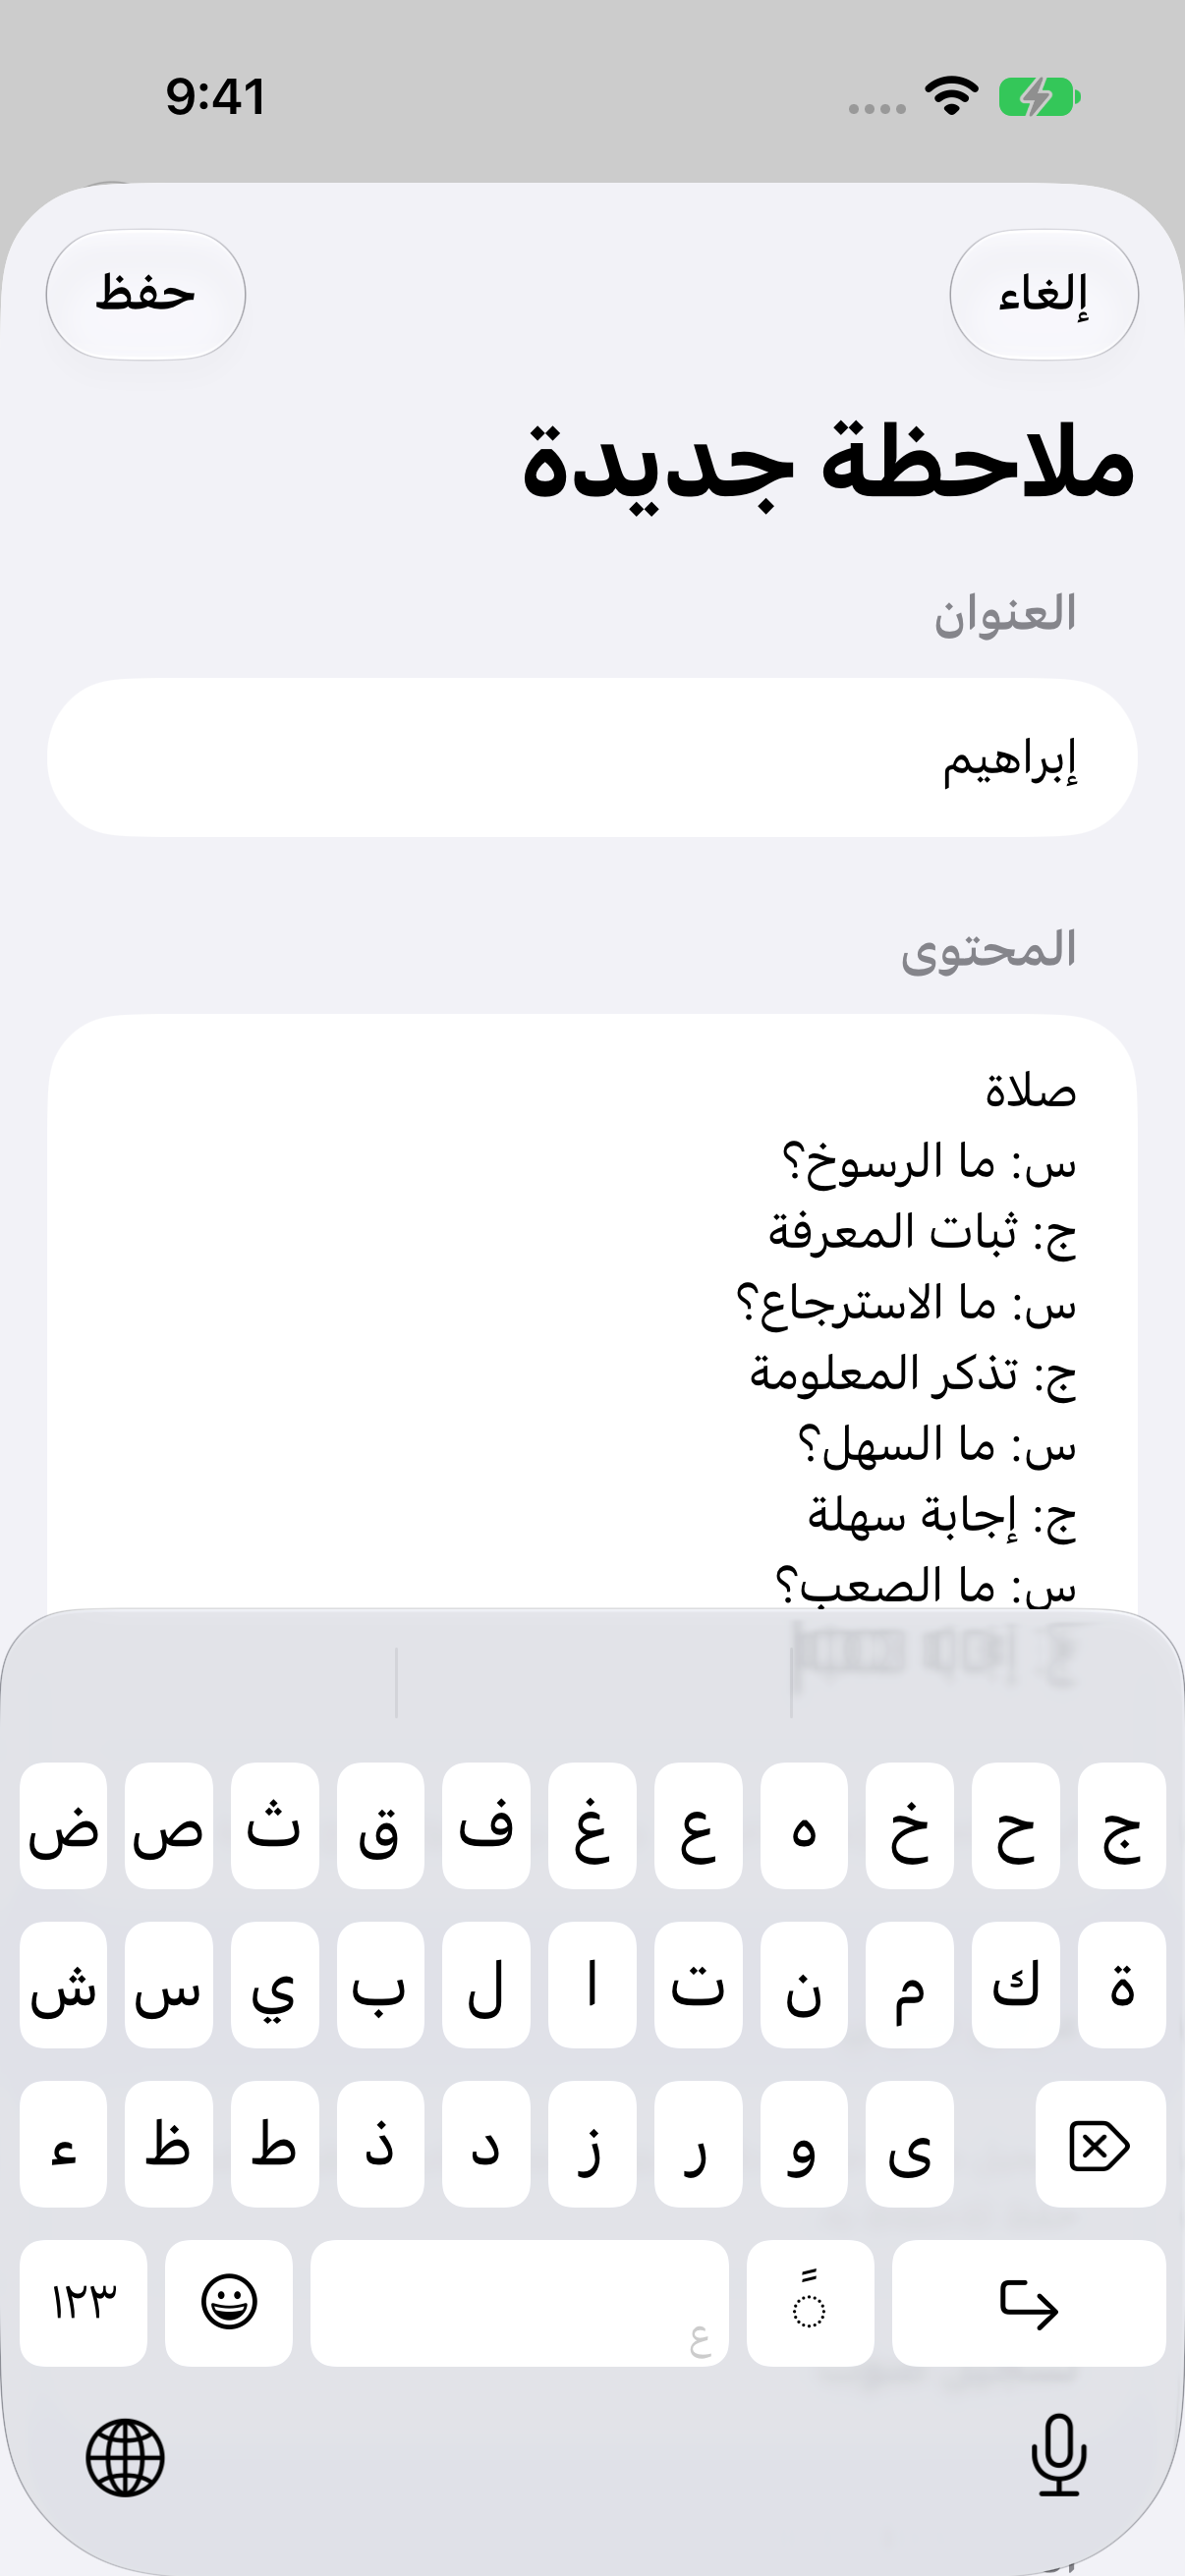 9:41
إلغاء
حفظ
ملاحظة جديدة
العنوان
إبراهيم
المحتوى
صلاة
س: ما الرسوخ؟
ج: ثبات المعرفة
س: ما الاسترجاع؟
ج: تذكر المعلومة
س: ما السهل؟
ج: إجابة سهلة
س: ما الصعب؟
ض ص ث ق ف غ ع ه خ ح ج
ش س ي ب ل ا ت ن م ك ة
ء ظ ط ذ د ز ر و ى
١٢٣
ع